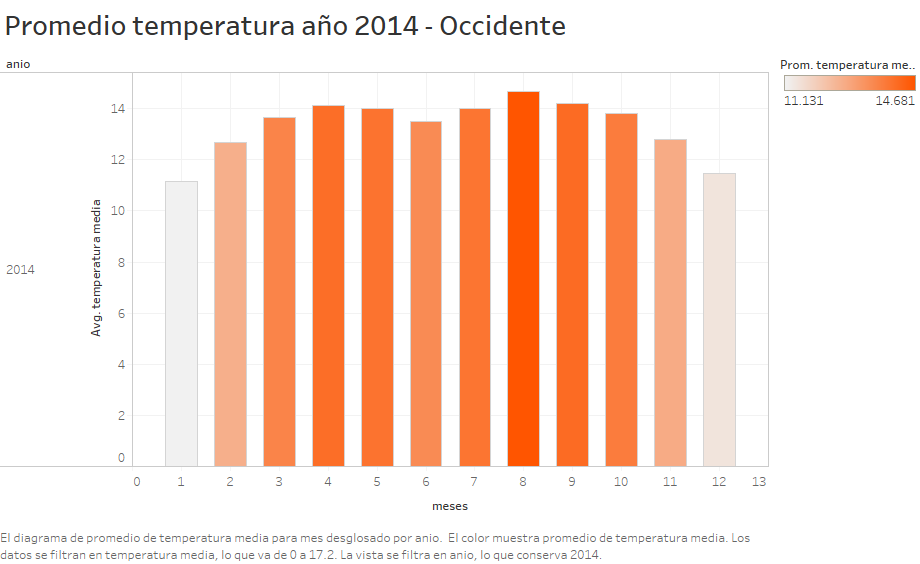 Promedio temperatura año 2014 - Occidente
anio
Prom. temperatura me..
11.131 14.681
14
12
10
8
6
4
2
0
Avg. temperatura media
2014
0 1 2 3 4 5 6 7 8 9 10 11 12 13
meses
El diagrama de promedio de temperatura media para mes desglosado por anio. El color muestra promedio de temperatura media. Los
datos se filtran en temperatura media, lo que va de 0 a 17.2. La vista se filtra en anio, lo que conserva 2014.